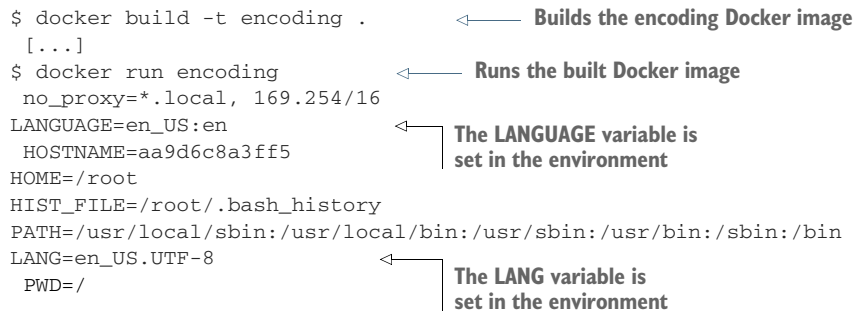 $ docker build -t encoding . Builds the encoding Docker image
[...]
$ docker run encoding Runs the built Docker image
no_proxy=*.local, 169.254/16
LANGUAGE=en_US:en
The LANGUAGE variable is
set in the environment
HOSTNAME=aa9d6c8a3ff5
HOME=/root
HIST_FILE=/root/.bash_history
PATH=/usr/local/sbin:/usr/local/bin:/usr/sbin:/usr/bin:/sbin:/bin
LANG=en_US.UTF-8
The LANG variable is
set in the environment
PWD=/